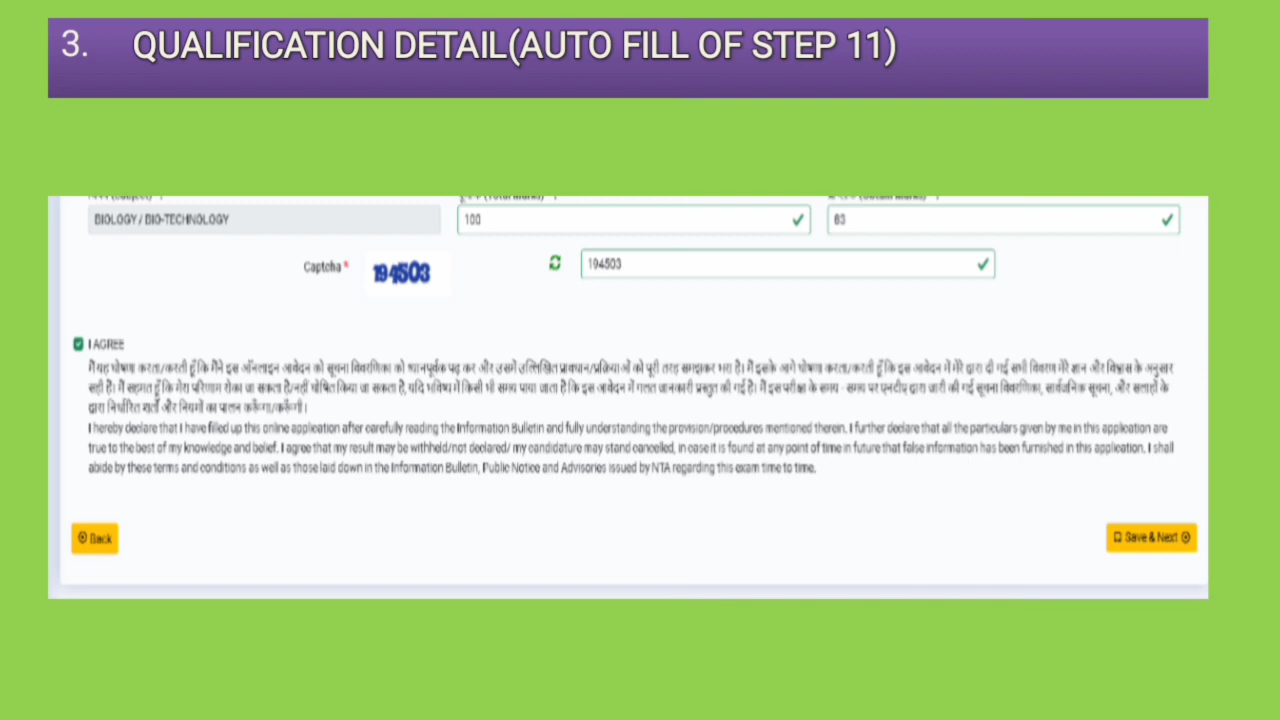 3. QUALIFICATION DETAIL(AUTO FILL OF STEP 11)
BIOLOGY / BIO-TECHNOLOGY 100 63
Captcha * 194503 194503
I AGREE
मैं यह घोषणा करता/करती हूँ कि मैंने इस ऑनलाइन आवेदन को सूचना विवरणिका को ध्यानपूर्वक पढ़ कर और उसमें उल्लिखित प्रावधान/प्रक्रियाओं को पूरी तरह समझकर भरा है। मैं इसके आगे घोषणा करता/करती हूँ कि इस आवेदन में मेरे द्वारा दी गई सभी विवरण मेरे ज्ञान और विश्वास के अनुसार
सही है। मैं सहमत हूँ कि मेरा परिणाम रोका जा सकता है/नहीं घोषित किया जा सकता है, यदि भविष्य में किसी भी समय पाया जाता है कि इस आवेदन में गलत जानकारी प्रस्तुत की गई है। मैं इस परीक्षा के समय - समय पर एनटीए द्वारा जारी की गई सूचना विवरणिका, सार्वजनिक सूचना, और सलाहों के
द्वारा निर्धारित शर्तों और नियमों का पालन करूँगा/करूँगी।
I hereby declare that I have filled up this online application after carefully reading the Information Bulletin and fully understanding the provision/procedures mentioned therein. I further declare that all the particulars given by me in this application are
true to the best of my knowledge and belief. I agree that my result may be withheld/not declared/ my candidature may stand cancelled, in case it is found at any point of time in future that false information has been furnished in this application. I shall
abide by these terms and conditions as well as those laid down in the Information Bulletin, Public Notice and Advisories issued by NTA regarding this exam time to time.
Back Save & Next